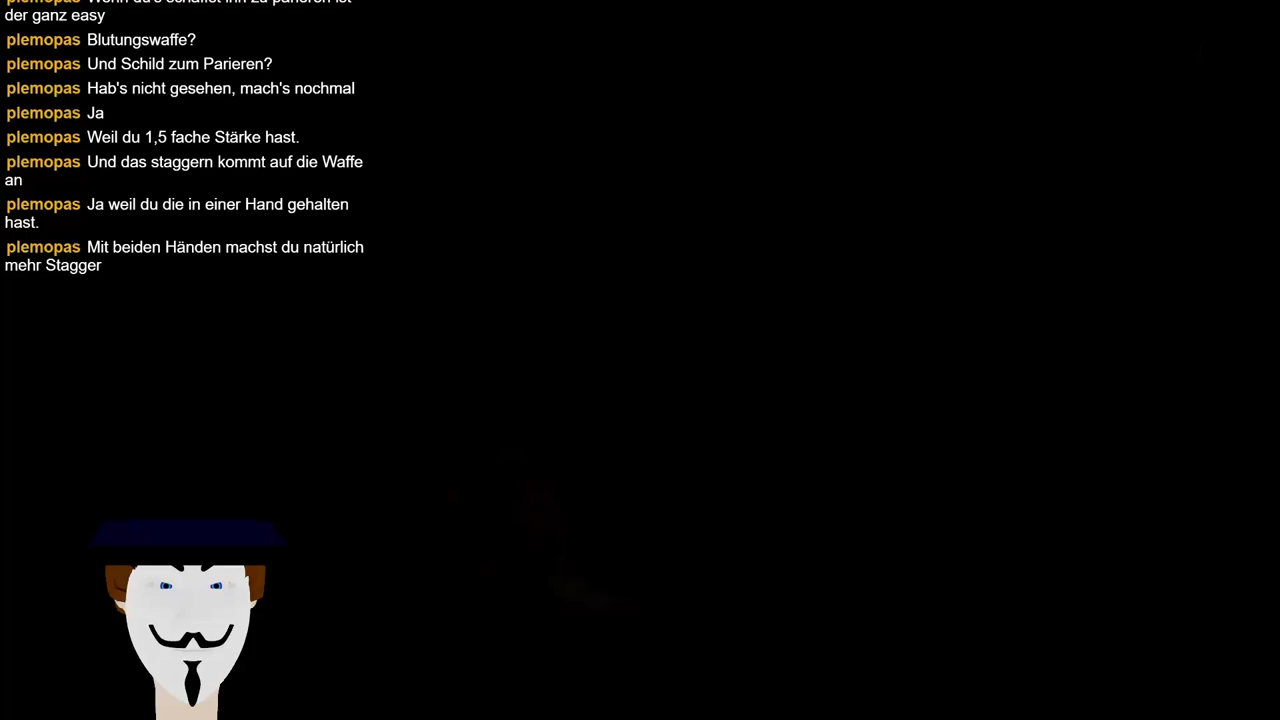 der ganz easy
plemopas Blutungswaffe?
plemopas Und Schild zum Parieren?
plemopas Hab's nicht gesehen, mach's nochmal
plemopas Ja
plemopas Weil du 1,5 fache Stärke hast.
plemopas Und das staggern kommt auf die Waffe
an
plemopas Ja weil du die in einer Hand gehalten
hast.
plemopas Mit beiden Händen machst du natürlich
mehr Stagger